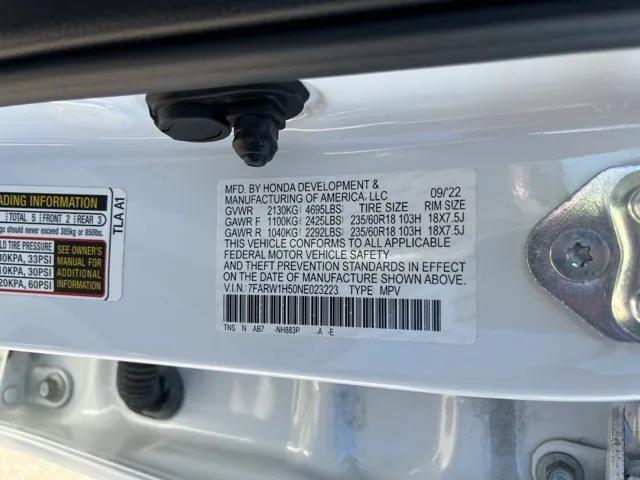 MFD. BY HONDA DEVELOPMENT &
MANUFACTURING OF AMERICA, LLC 09/22
GVWR 2130KG( 4695LBS) TIRE SIZE RIM SIZE
GAWR F 1100KG( 2425LBS) 235/60R18 103H 18X7.5J
GAWR R 1040KG( 2292LBS) 235/60R18 103H 18X7.5J
THIS VEHICLE CONFORMS TO ALL APPLICABLE
FEDERAL MOTOR VEHICLE SAFETY
AND THEFT PREVENTION STANDARDS IN EFFECT
ON THE DATE OF MANUFACTURE SHOWN ABOVE.
V.I.N: 7FARW1H50NE023223 TYPE MPV
TNS N AB7 -NH883P -A -E
ADING INFORMATION
TOTAL 5 FRONT 2 REAR 3
go should never exceed 385kg or 850lbs.
D TIRE PRESSURE
0KPA, 33PSI
10KPA, 30PSI
20KPA, 60PSI
SEE OWNER'S
MANUAL FOR
ADDITIONAL
INFORMATION
TLA A1